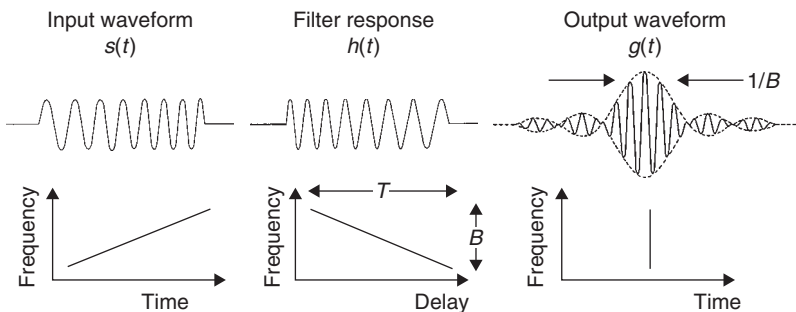 Input waveform
s(t)
Filter response
h(t)
Output waveform
g(t)
1/B
Frequency
Time
Frequency
T
B
Delay
Frequency
Time